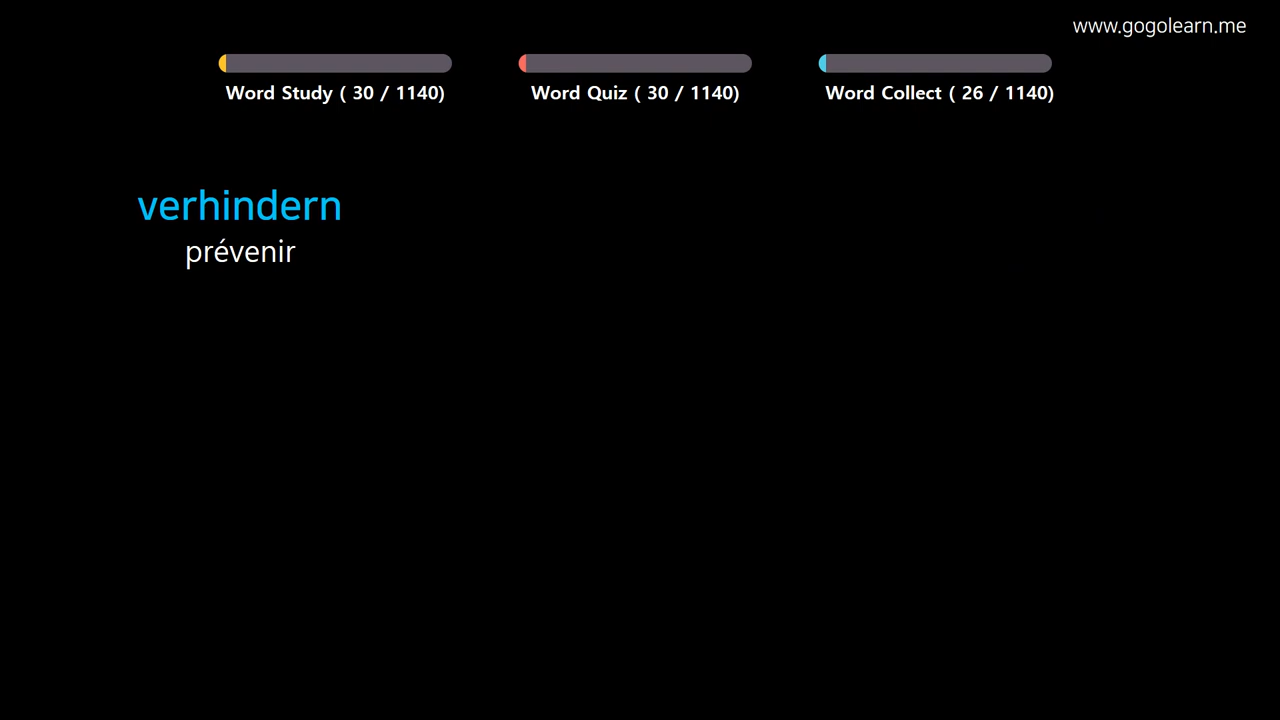 www.gogolearn.me
Word Study ( 30 / 1140)
Word Quiz ( 30 / 1140)
Word Collect ( 26 / 1140)
verhindern
prévenir